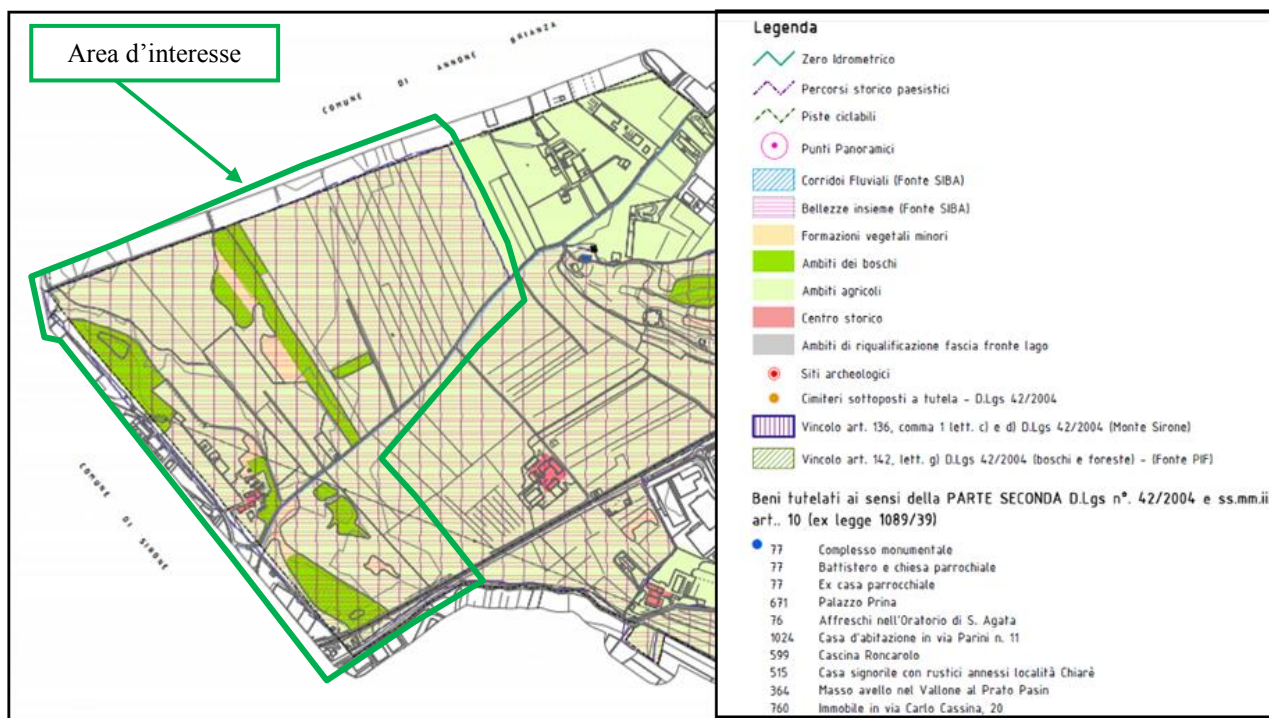 Area d'interesse
COMUNE DI ANNONE BRIANZA
COMUNE DI SIRONE
Legenda
Zero Idrometrico
Percorsi storico paesistici
Piste ciclabili
Punti Panoramici
Corridoi Fluviali (Fonte SIBA)
Bellezze insieme (Fonte SIBA)
Formazioni vegetali minori
Ambiti dei boschi
Ambiti agricoli
Centro storico
Ambiti di riqualificazione fascia fronte lago
Siti archeologici
Cimiteri sottoposti a tutela - D.Lgs 42/2004
Vincolo art. 136, comma 1 lett. c) e d) D.Lgs 42/2004 (Monte Sirone)
Vincolo art. 142, lett. g) D.Lgs 42/2004 (boschi e foreste) - (Fonte PIF)
Beni tutelati ai sensi della PARTE SECONDA D.Lgs n°. 42/2004 e ss.mm.ii
art.. 10 (ex legge 1089/39)
77 Complesso monumentale
77 Battistero e chiesa parrochiale
77 Ex casa parrocchiale
671 Palazzo Prina
76 Affreschi nell'Oratorio di S. Agata
1024 Casa d'abitazione in via Parini n. 11
599 Cascina Roncarolo
515 Casa signorile con rustici annessi località Chiarè
364 Masso avello nel Vallone al Prato Pasin
760 Immobile in via Carlo Cassina, 20